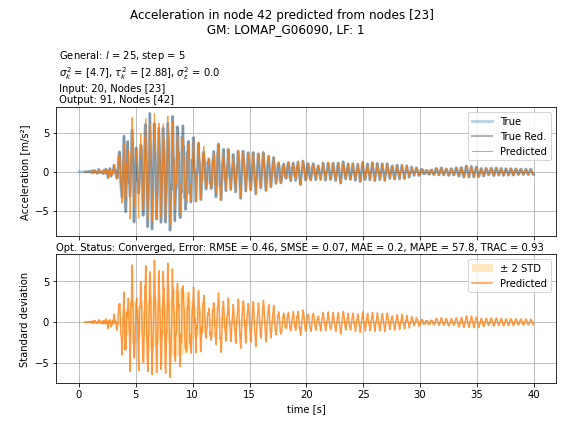 Acceleration in node 42 predicted from nodes [23]
GM: LOMAP_G06090, LF: 1
General: l = 25, step = 5
σ²ₖ = [4.7], τ²ₖ = [2.88], σ²_ε = 0.0
Input: 20, Nodes [23]
Output: 91, Nodes [42]
Acceleration [m/s²]
5
0
−5
True
True Red.
Predicted
Opt. Status: Converged, Error: RMSE = 0.46, SMSE = 0.07, MAE = 0.2, MAPE = 57.8, TRAC = 0.93
Standard deviation
5
0
−5
± 2 STD
Predicted
0 5 10 15 20 25 30 35 40
time [s]